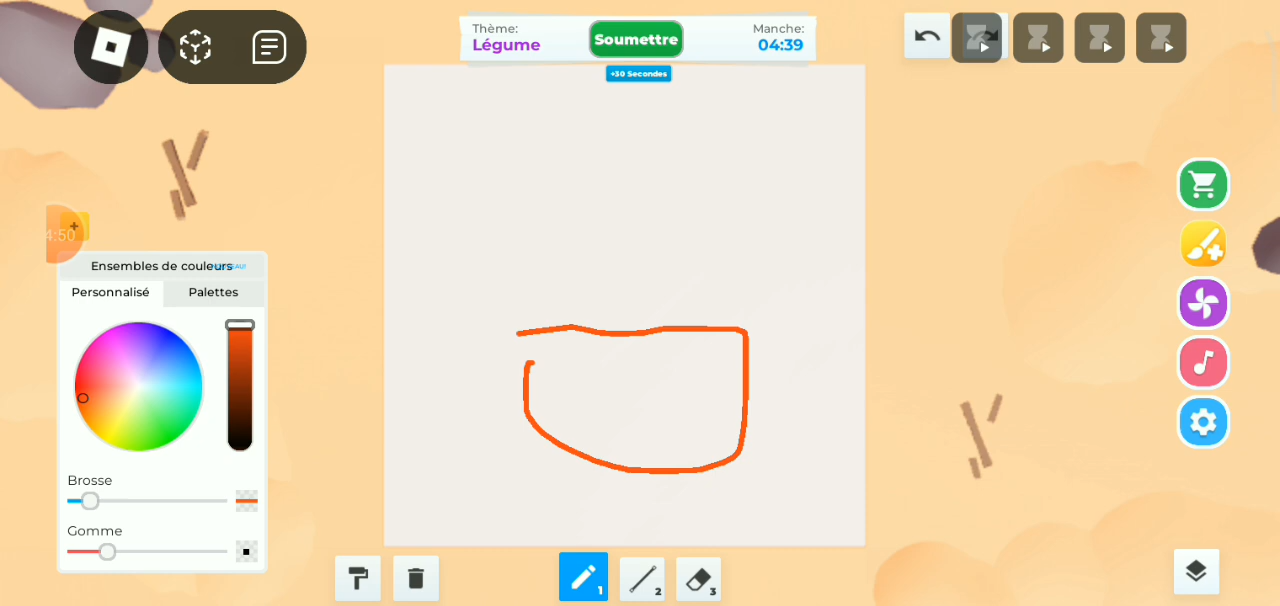 Thème:
Légume
Soumettre
Manche:
04:39
+30 Secondes
4:50
Ensembles de couleurs
Personnalisé
Palettes
Brosse
Gomme
1
2
3